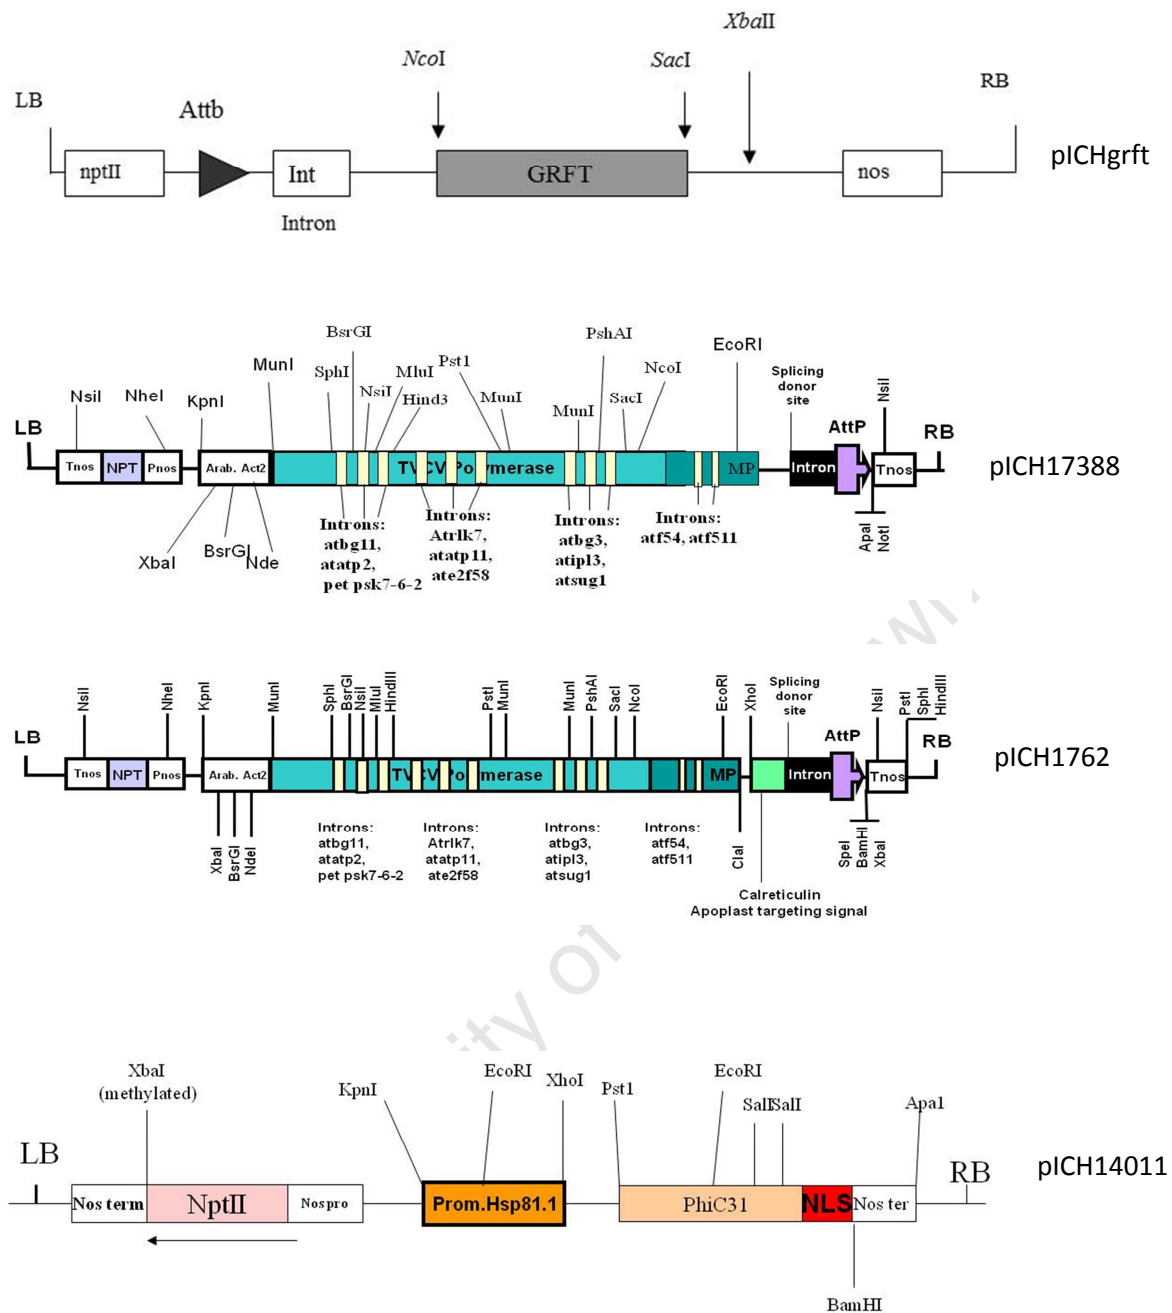 XbaII
NcoI
SacI
LB
Attb
RB
nptII
Int
GRFT
nos
pICHgrft
Intron
BsrGI
PshAI
EcoRI
MunI
SphI
MluI
Pst1
NcoI
Splicing
donor
site
NsiI
NheI
KpnI
NsiI
Hind3
MunI
MunI
SacI
NsiI
AttP
LB
RB
Tnos
NPT
Pnos
Arab. Act2
TVCV Polymerase
MP
Intron
Tnos
pICH17388
XbaI
BsrGI
Nde
Introns:
atbg11,
atatp2,
pet psk7-6-2
Introns:
Atrlk7,
atatp11,
ate2f58
Introns:
atbg3,
atipl3,
atsug1
Introns:
atf54, atf511
ApaI
NotI
NsiI
NheI
KpnI
MunI
SphI
BsrGI
NsiI
MluI
HindIII
PstI
MunI
MunI
PshAI
SacI
NcoI
EcoRI
XhoI
Splicing
donor
site
AttP
NsiI
PstI
SphI
HindIII
LB
RB
Tnos
NPT
Pnos
Arab. Act2
TVCV Polymerase
MP
Intron
Tnos
pICH1762
XbaI
BsrGI
NdeI
Introns:
atbg11,
atatp2,
pet psk7-6-2
Introns:
Atrlk7,
atatp11,
ate2f58
Introns:
atbg3,
atipl3,
atsug1
Introns:
atf54,
atf511
ClaI
SpeI
BamHI
XbaI
Calreticulin
Apoplast targeting signal
ity of
XbaI
(methylated)
KpnI
EcoRI
XhoI
Pst1
EcoRI
SalI
SalI
Apa1
LB
RB
Nos term
NptII
Nos pro
Prom.Hsp81.1
PhiC31
NLS
Nos ter
pICH14011
BamHI